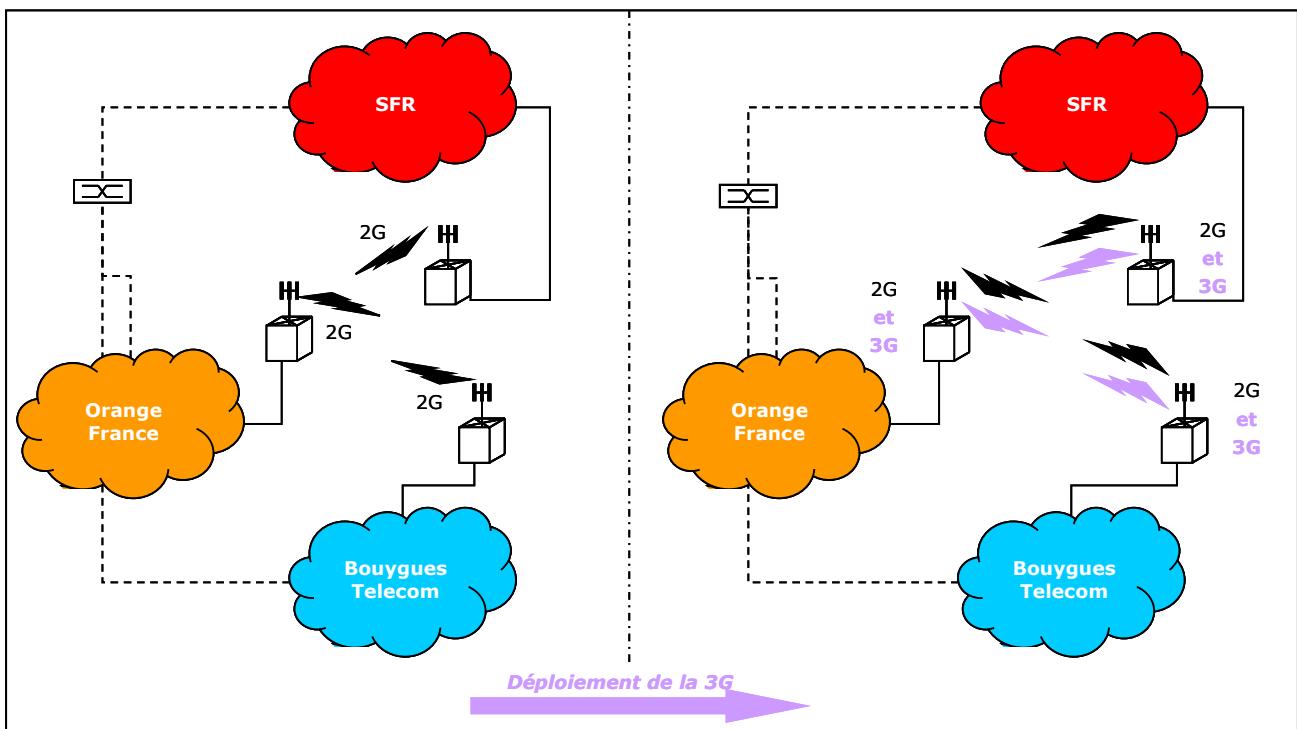 SFR
2G
2G
2G
Orange
France
Bouygues
Telecom
SFR
2G
et
3G
2G
et
3G
2G
et
3G
Orange
France
Bouygues
Telecom
Déploiement de la 3G